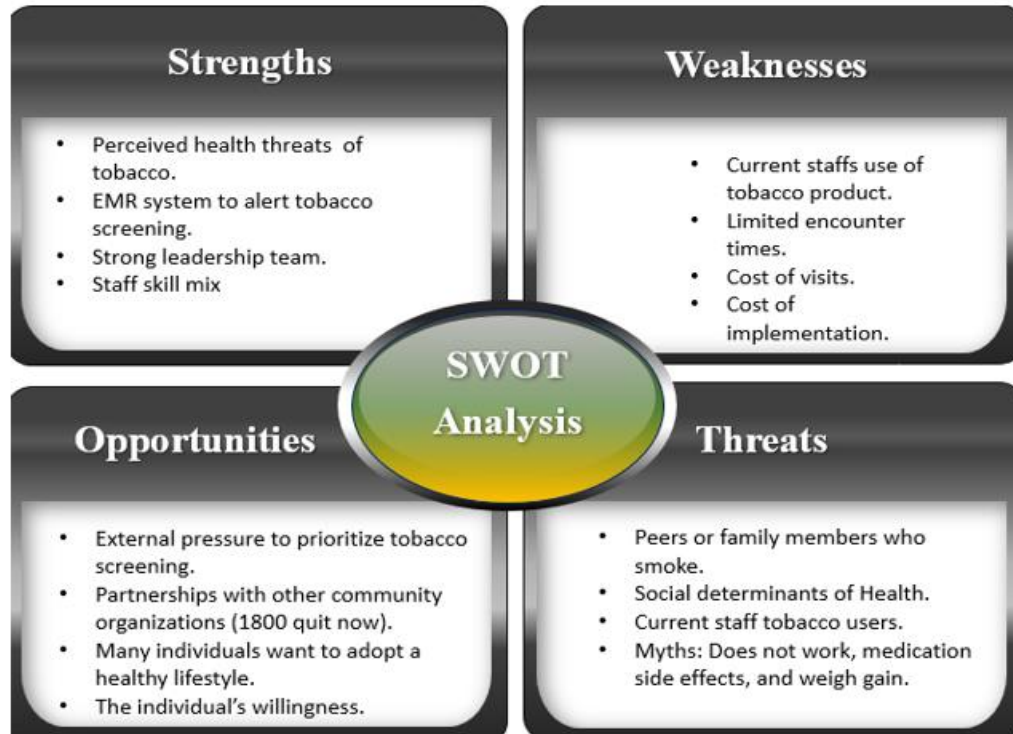 Strengths
• Perceived health threats of
tobacco.
• EMR system to alert tobacco
screening.
• Strong leadership team.
• Staff skill mix
Weaknesses
• Current staffs use of
tobacco product.
• Limited encounter
times.
• Cost of visits.
• Cost of
implementation.
SWOT
Analysis
Opportunities
• External pressure to prioritize tobacco
screening.
• Partnerships with other community
organizations (1800 quit now).
• Many individuals want to adopt a
healthy lifestyle.
• The individual’s willingness.
Threats
• Peers or family members who
smoke.
• Social determinants of Health.
• Current staff tobacco users.
• Myths: Does not work, medication
side effects, and weigh gain.